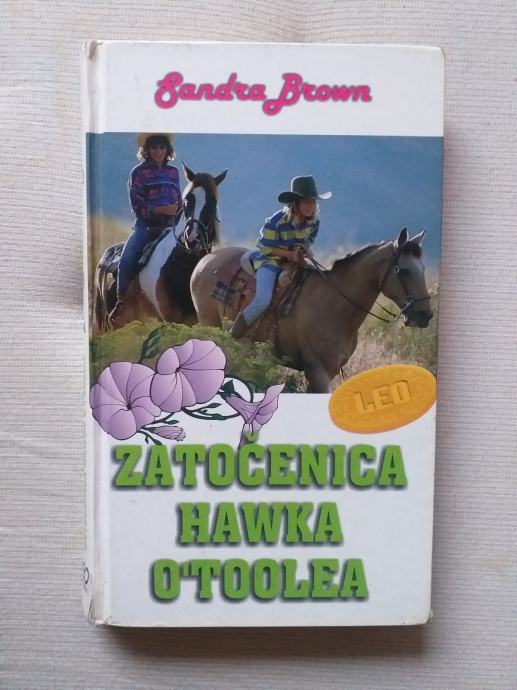 Sandra Brown
LEO
ZATOČENICA
HAWKA
O'TOOLEA